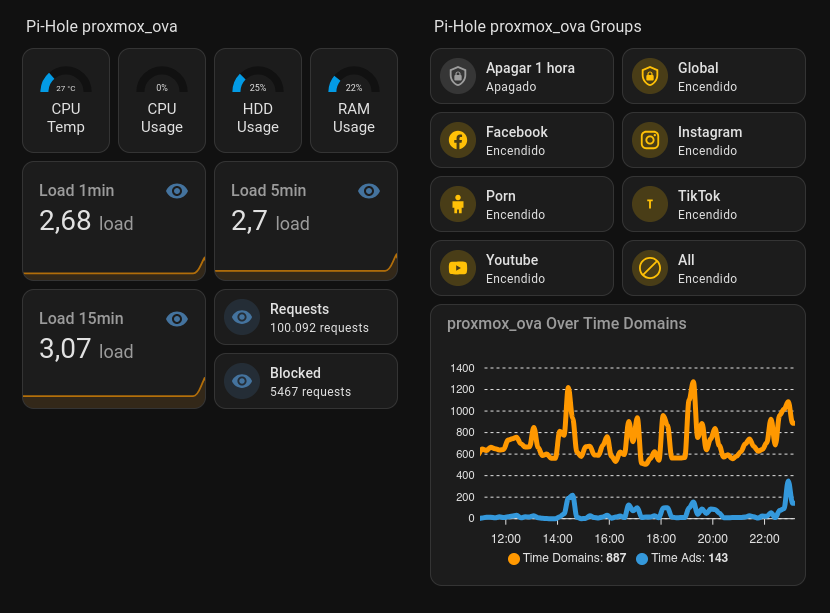 Pi-Hole proxmox_ova
27 °C
CPU
Temp
0%
CPU
Usage
25%
HDD
Usage
22%
RAM
Usage
Load 1min
2,68 load
Load 5min
2,7 load
Load 15min
3,07 load
Requests
100.092 requests
Blocked
5467 requests
Pi-Hole proxmox_ova Groups
Apagar 1 hora
Apagado
Global
Encendido
Facebook
Encendido
Instagram
Encendido
Porn
Encendido
T
TikTok
Encendido
Youtube
Encendido
All
Encendido
proxmox_ova Over Time Domains
1400
1200
1000
800
600
400
200
0
12:00 14:00 16:00 18:00 20:00 22:00
Time Domains: 887 Time Ads: 143